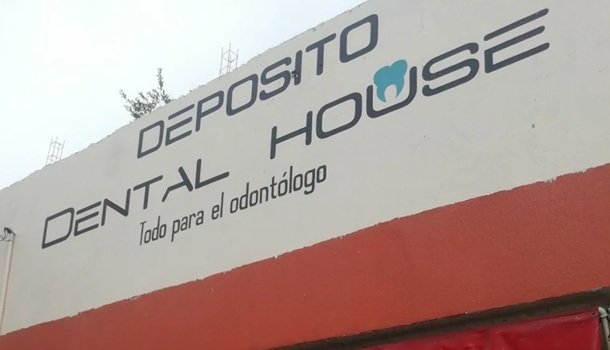 DEPOSITO
DENTAL HOUSE
Todo para el odontólogo